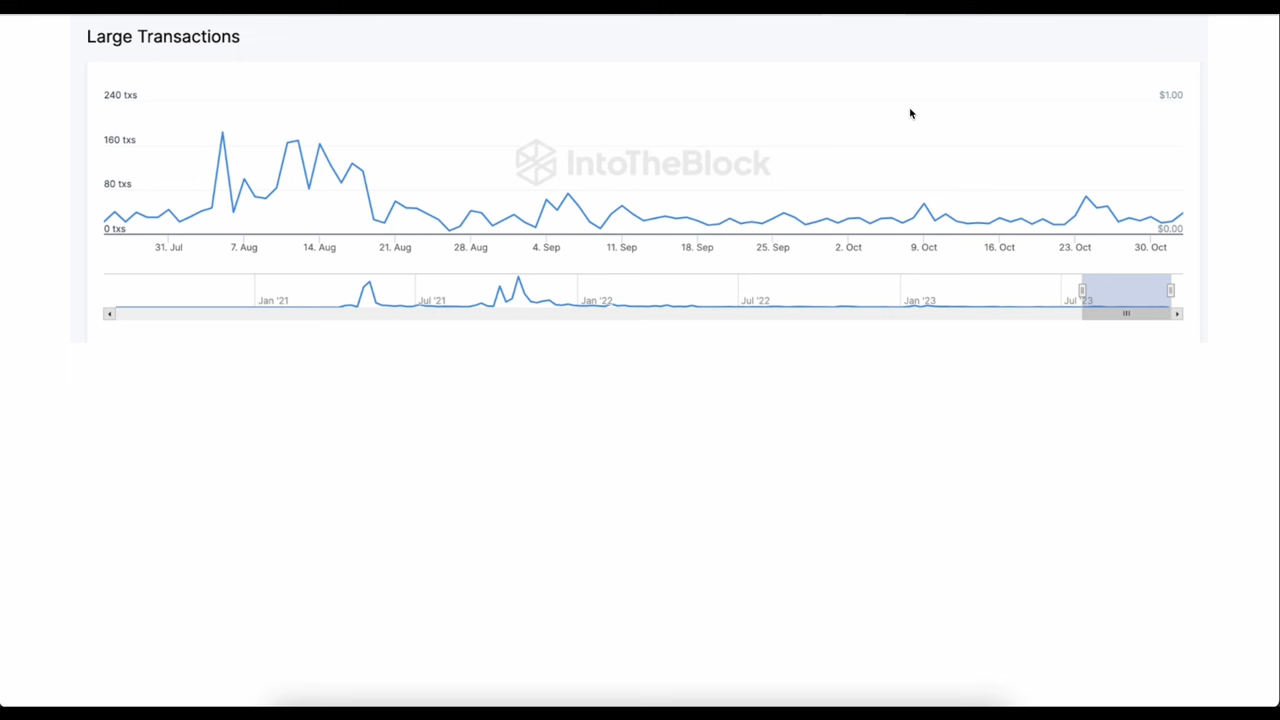 Large Transactions
240 txs
$1.00
160 txs
IntoTheBlock
80 txs
0 txs
$0.00
31. Jul 7. Aug 14. Aug 21. Aug 28. Aug 4. Sep 11. Sep 18. Sep 25. Sep 2. Oct 9. Oct 16. Oct 23. Oct 30. Oct
Jan '21 Jul '21 Jan '22 Jul '22 Jan '23 Jul '23